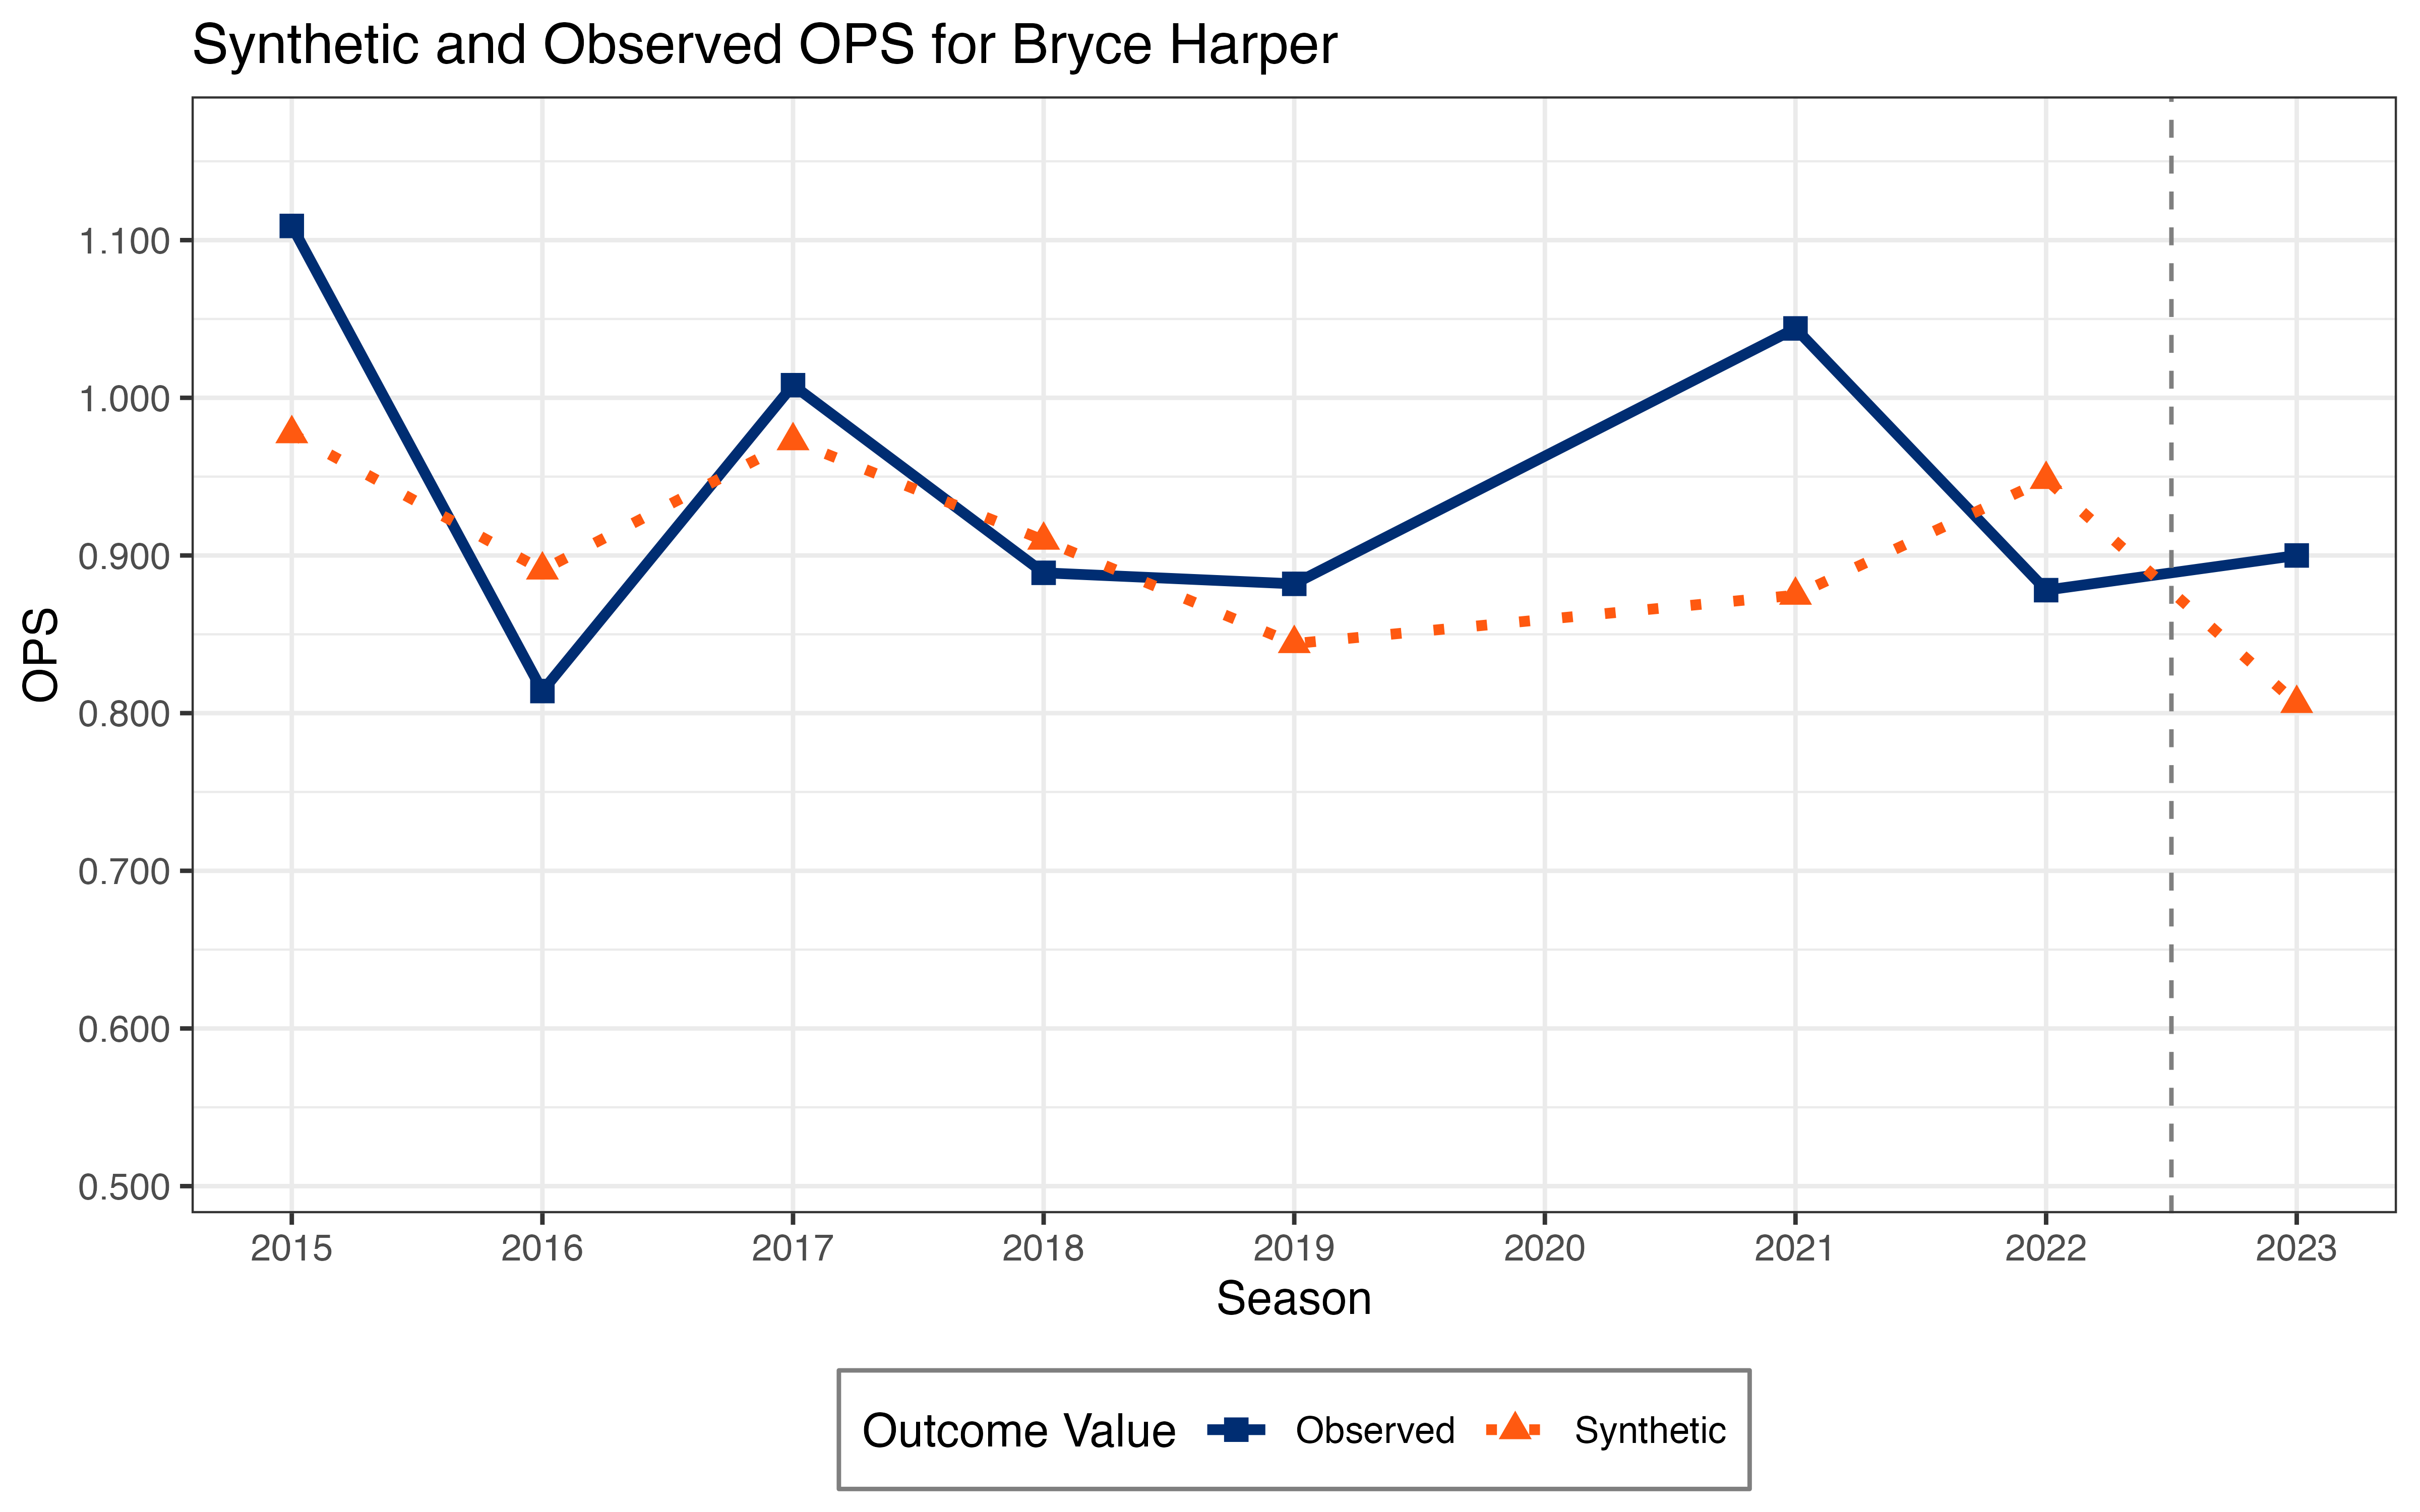 Synthetic and Observed OPS for Bryce Harper
OPS
1.100
1.000
0.900
0.800
0.700
0.600
0.500
2015 2016 2017 2018 2019 2020 2021 2022 2023
Season
Outcome Value Observed Synthetic